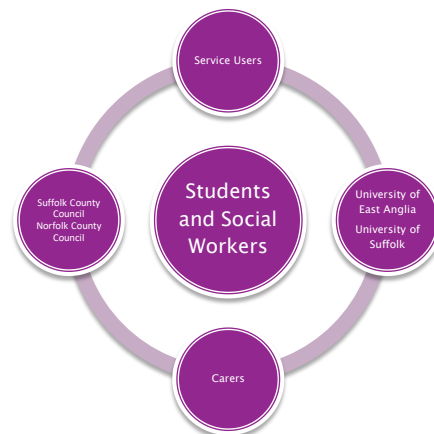 Service Users
Suffolk County
Council
Norfolk County
Council
Students
and Social
Workers
University of
East Anglia
University of
Suffolk
Carers